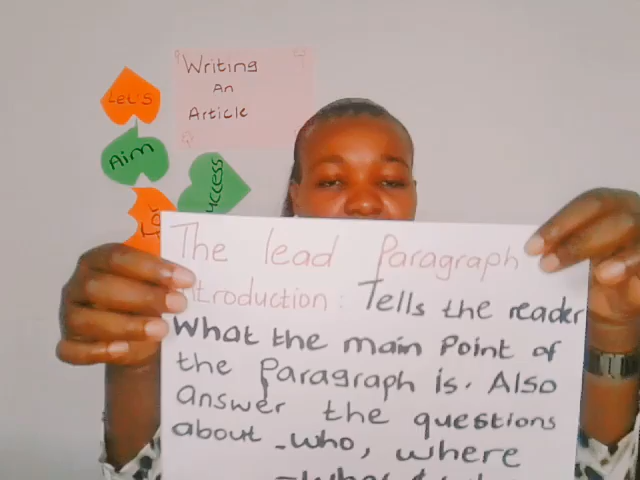 LET'S
Writing
An
Article
Aim
For
The lead Paragraph
introduction: Tells the reader
What the main Point of
the Paragraph is. Also
answer the questions
about - who, where